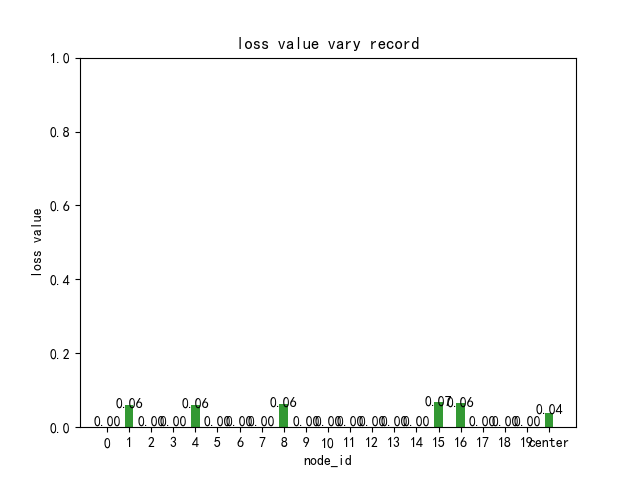 loss value vary record
1.0
0.8
0.6
0.4
0.2
0.0
loss value
0.00 0.06 0.00 0.00 0.06 0.00 0.00 0.00 0.06 0.00 0.00 0.00 0.00 0.00 0.00 0.07 0.06 0.00 0.00 0.00 0.04
0 1 2 3 4 5 6 7 8 9 10 11 12 13 14 15 16 17 18 19 center
node_id